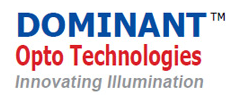 DOMINANT™
Opto Technologies
Innovating Illumination